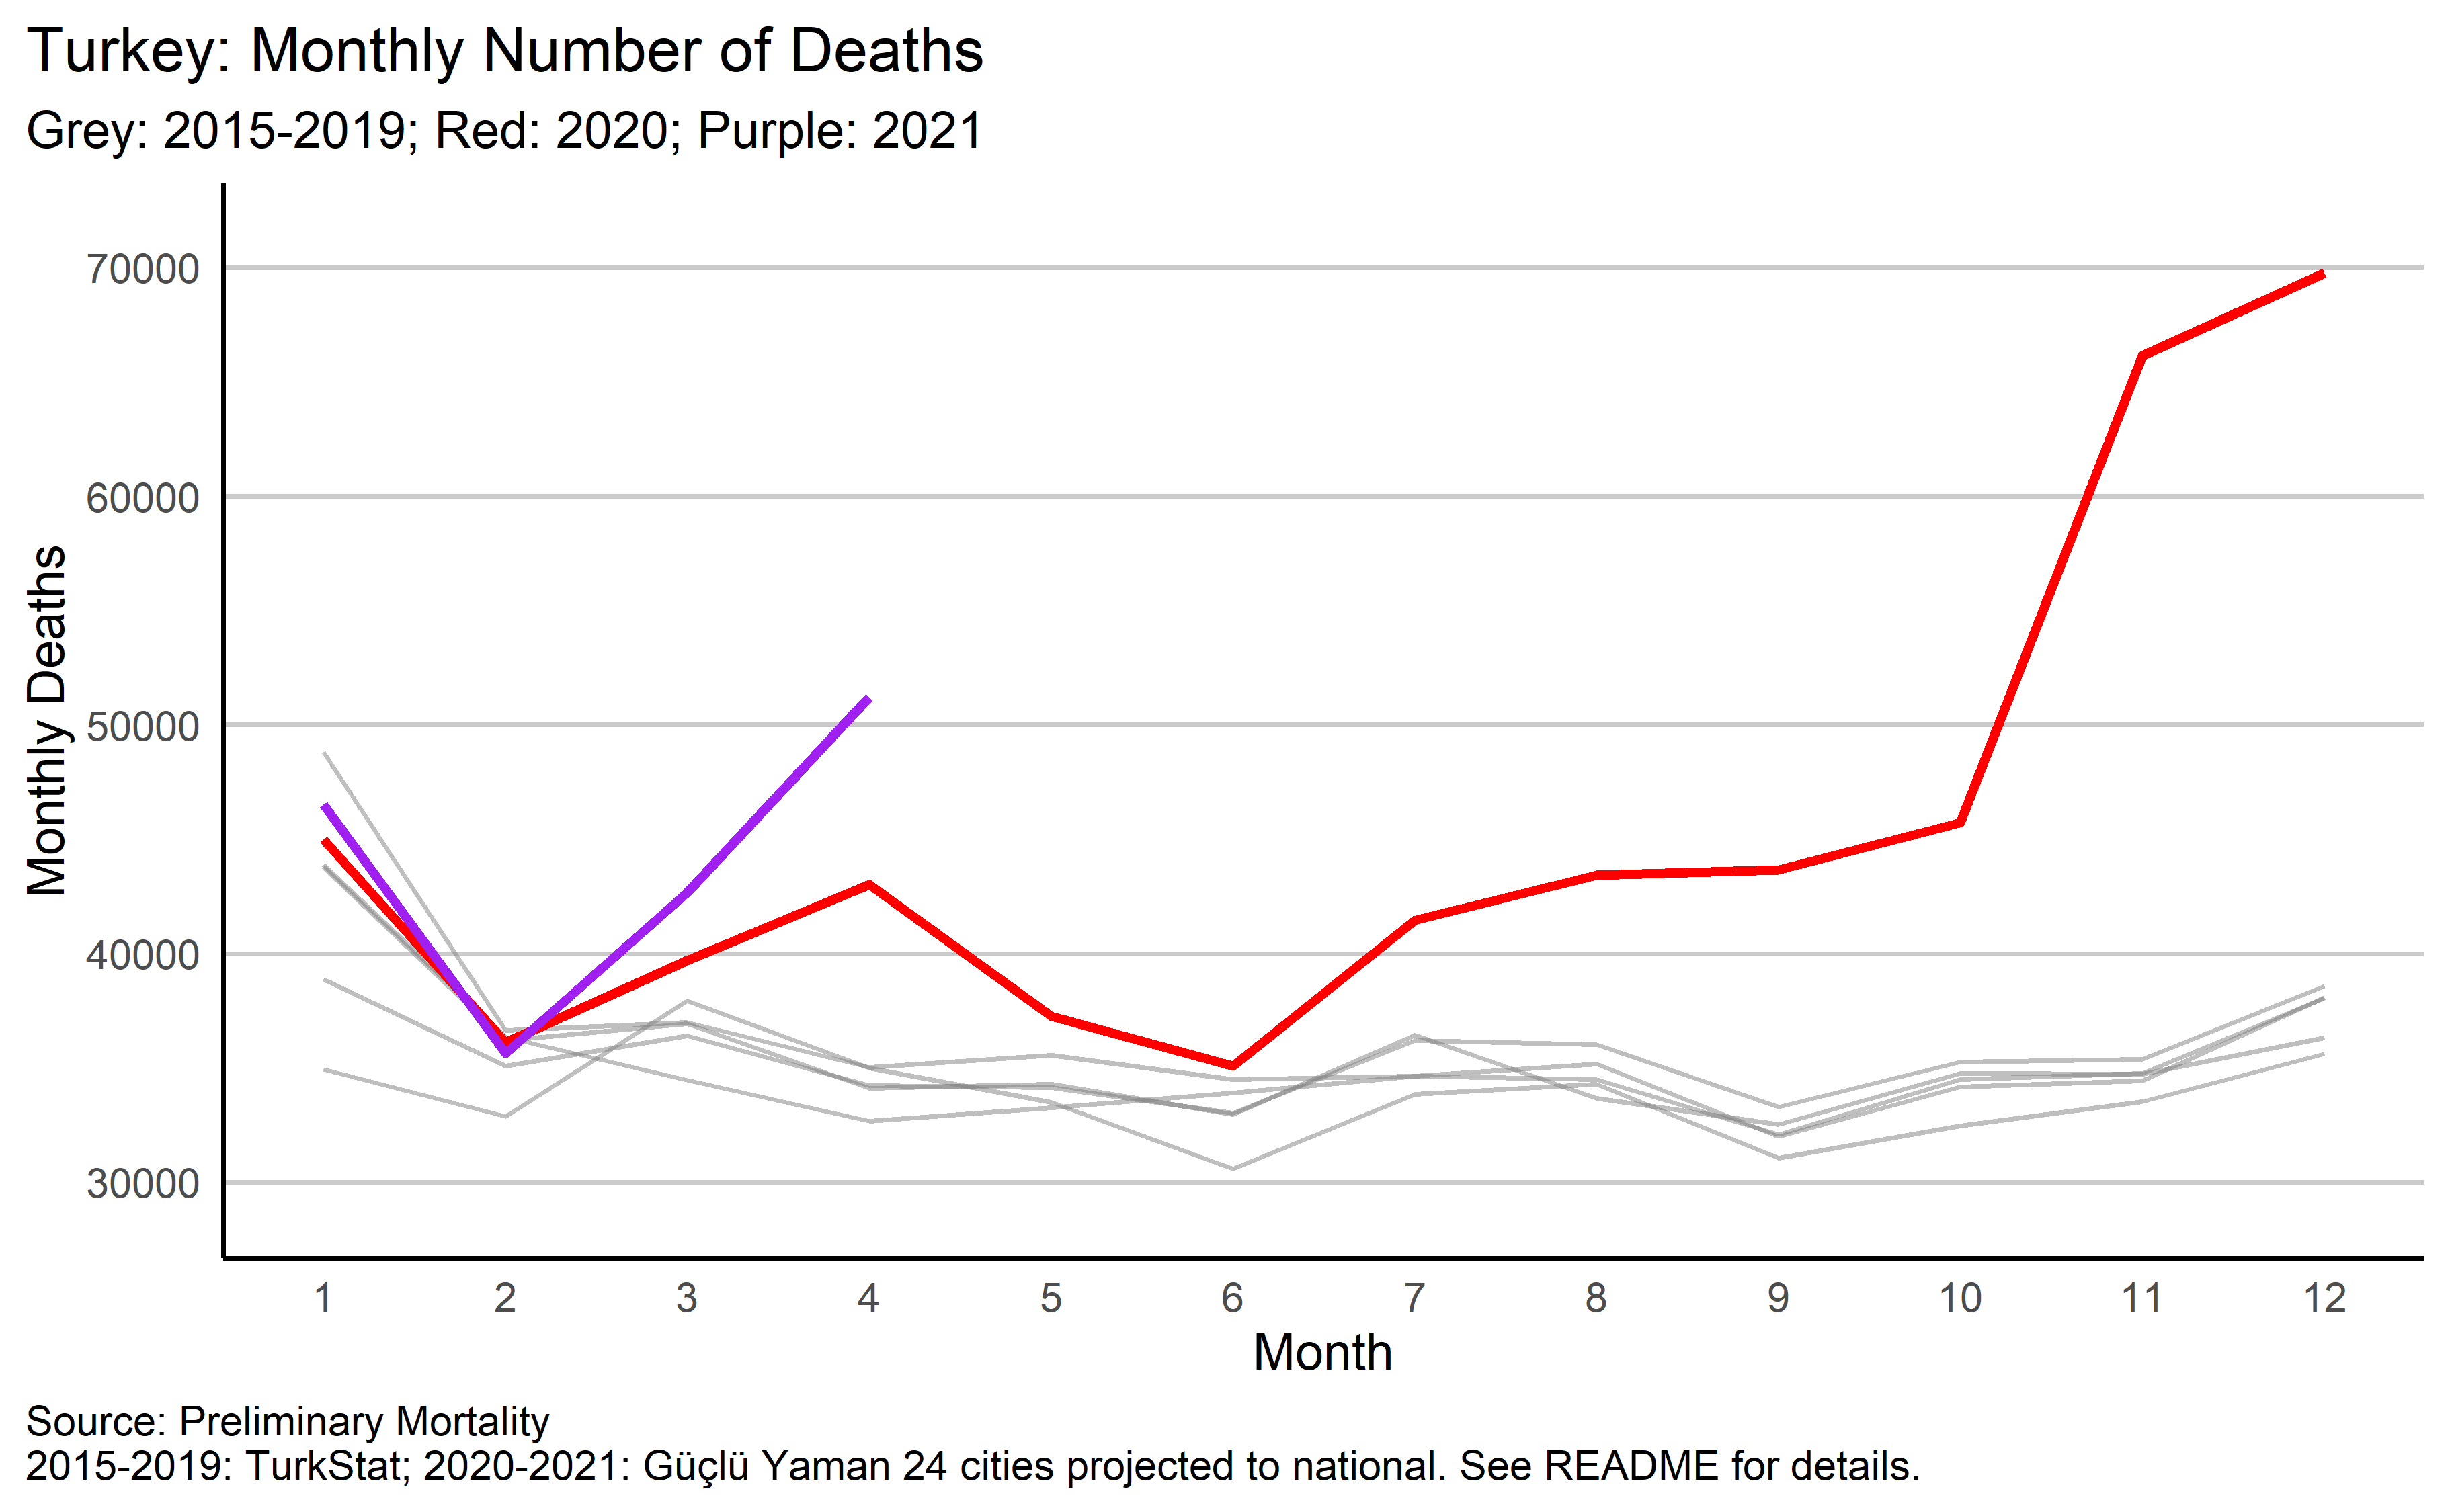 Turkey: Monthly Number of Deaths
Grey: 2015-2019; Red: 2020; Purple: 2021
Monthly Deaths
70000
60000
50000
40000
30000
1 2 3 4 5 6 7 8 9 10 11 12
Month
Source: Preliminary Mortality
2015-2019: TurkStat; 2020-2021: Güçlü Yaman 24 cities projected to national. See README for details.